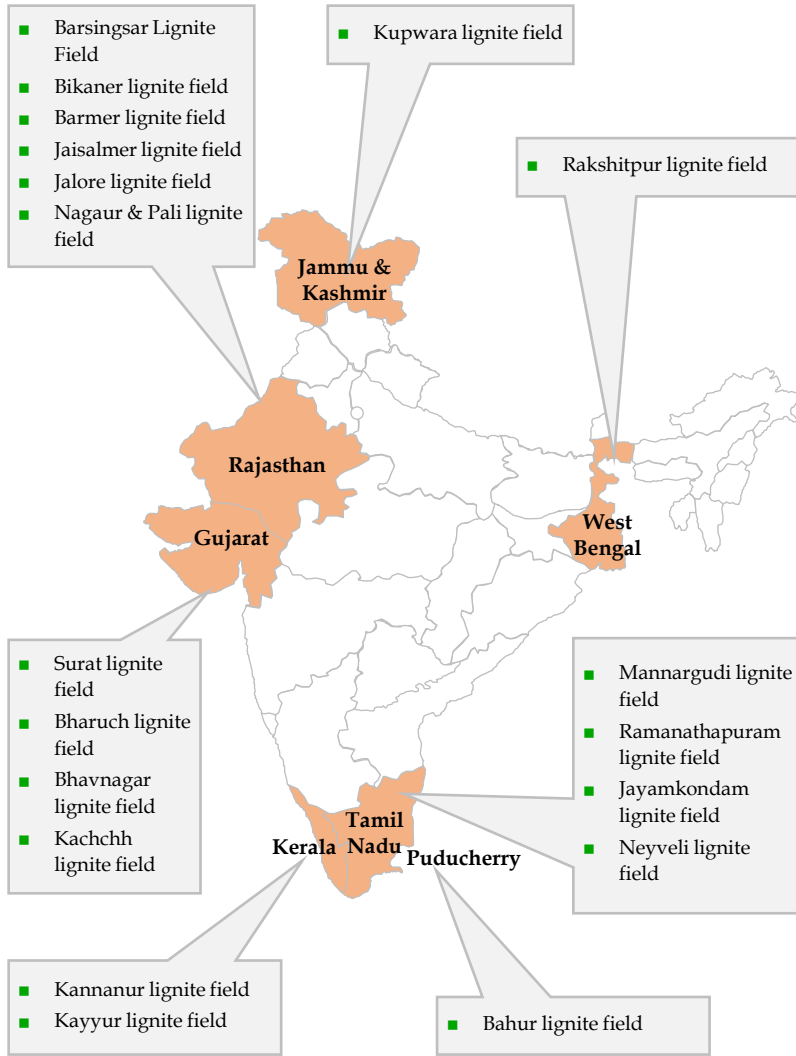 Barsingsar Lignite
Field
Bikaner lignite field
Barmer lignite field
Jaisalmer lignite field
Jalore lignite field
Nagaur & Pali lignite
field
Kupwara lignite field
Rakshitpur lignite field
Jammu &
Kashmir
Rajasthan
Gujarat
West
Bengal
Surat lignite
field
Bharuch lignite
field
Bhavnagar
lignite field
Kachchh
lignite field
Mannargudi lignite
field
Ramanathapuram
lignite field
Jayamkondam
lignite field
Neyveli lignite
field
Tamil
Nadu
Kerala
Puducherry
Kannanur lignite field
Kayyur lignite field
Bahur lignite field